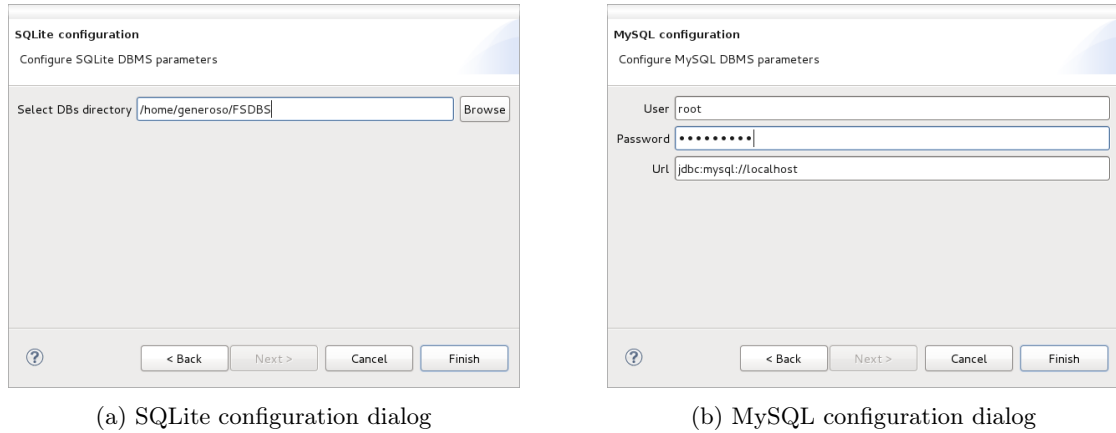 SQLite configuration
Configure SQLite DBMS parameters
Select DBs directory /home/generoso/FSDBS Browse
< Back Next > Cancel Finish
(a) SQLite configuration dialog
MySQL configuration
Configure MySQL DBMS parameters
User root
Password •••••••••
Url jdbc:mysql://localhost
< Back Next > Cancel Finish
(b) MySQL configuration dialog